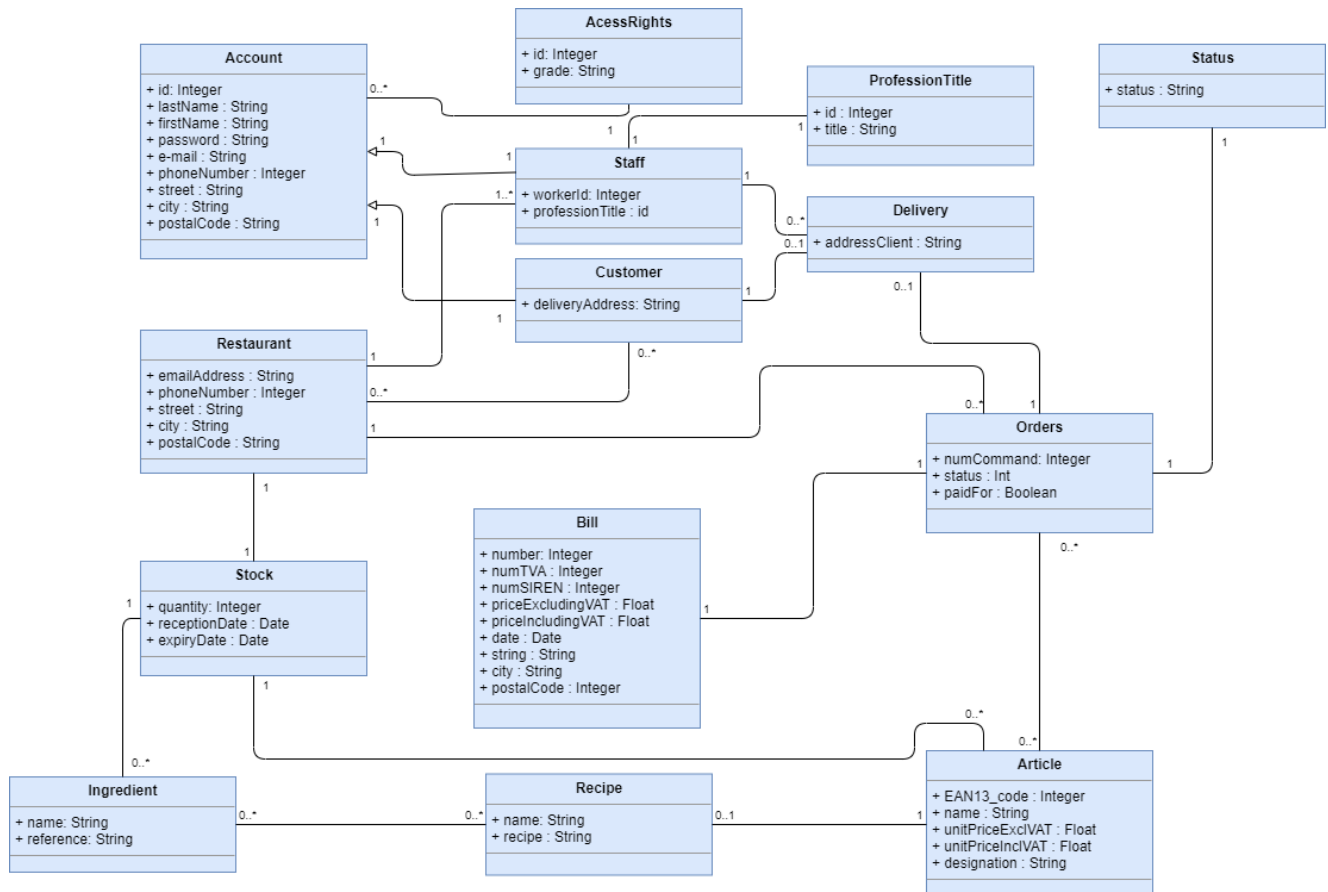 AcessRights
+ id: Integer
+ grade: String
Account
+ id: Integer
+ lastName : String
+ firstName : String
+ password : String
+ e-mail : String
+ phoneNumber : Integer
+ street : String
+ city : String
+ postalCode : String
0..*
1
1
1
1
Status
+ status : String
1
ProfessionTitle
+ id : Integer
+ title : String
1
1
Staff
+ workerId: Integer
+ professionTitle : id
1..*
1
0..*
0..1
Delivery
+ addressClient : String
0..1
Customer
+ deliveryAddress: String
1
0..*
Restaurant
+ emailAddress : String
+ phoneNumber : Integer
+ street : String
+ city : String
+ postalCode : String
1
0..*
1
1
0..*
1
Orders
+ numCommand: Integer
+ status : Int
+ paidFor : Boolean
1
1
0..*
Bill
+ number: Integer
+ numTVA : Integer
+ numSIREN : Integer
+ priceExcludingVAT : Float
+ priceIncludingVAT : Float
+ date : Date
+ string : String
+ city : String
+ postalCode : Integer
1
1
Stock
+ quantity: Integer
+ receptionDate : Date
+ expiryDate : Date
1
1
0..*
0..*
0..*
Ingredient
+ name: String
+ reference: String
0..*
0..*
Recipe
+ name: String
+ recipe : String
0..1
1
Article
+ EAN13_code : Integer
+ name : String
+ unitPriceExclVAT : Float
+ unitPriceInclVAT : Float
+ designation : String